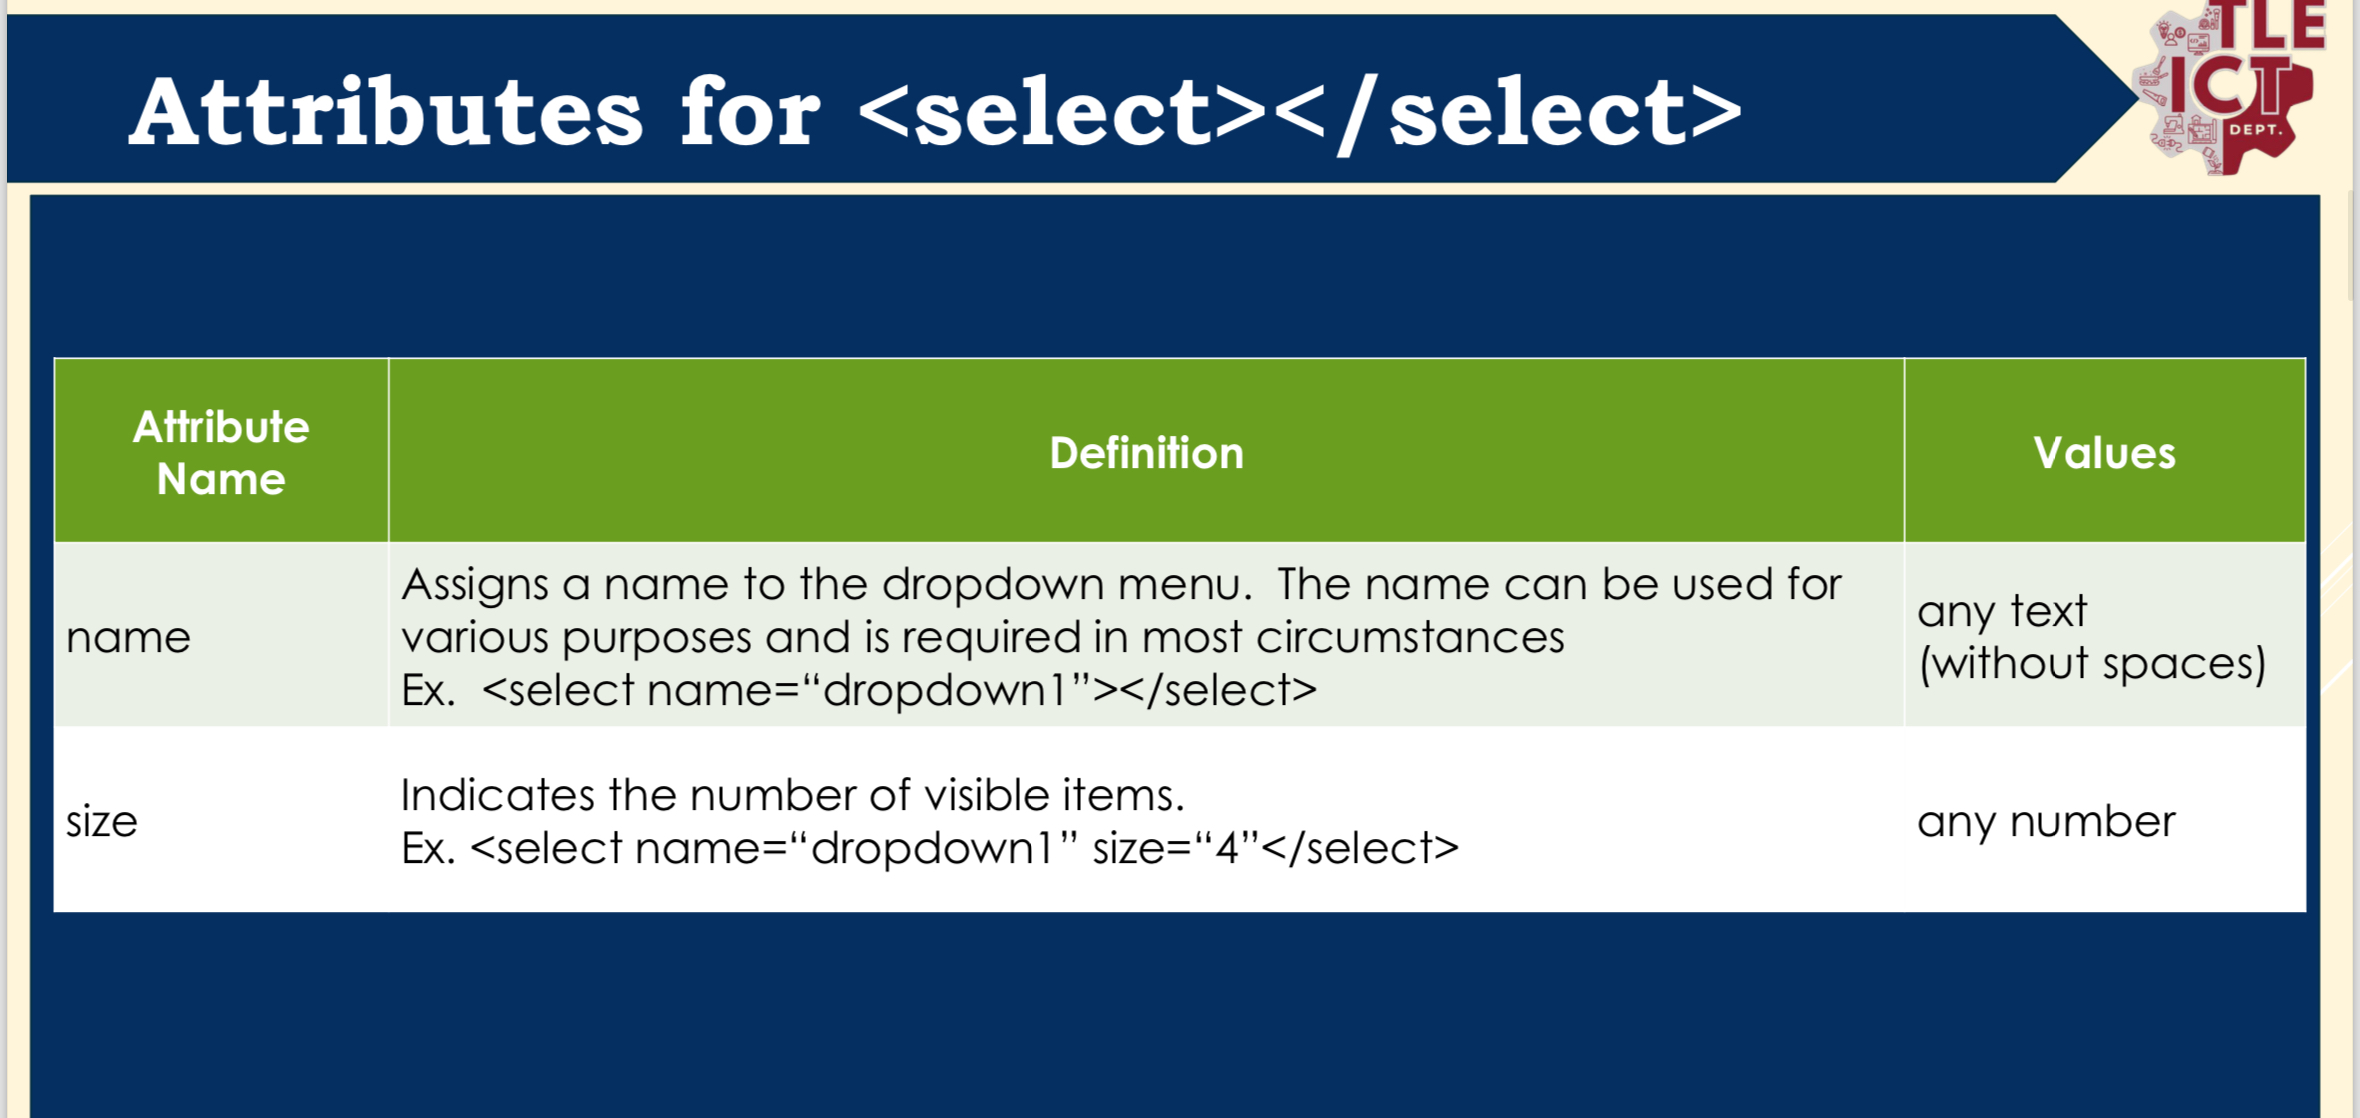 TLE
ICT
DEPT.
Attributes for <select></select>
Attribute
Name
Definition
Values
name
Assigns a name to the dropdown menu.  The name can be used for
various purposes and is required in most circumstances
Ex.  <select name=“dropdown1”></select>
any text
(without spaces)
size
Indicates the number of visible items.
Ex. <select name=“dropdown1” size=“4”</select>
any number